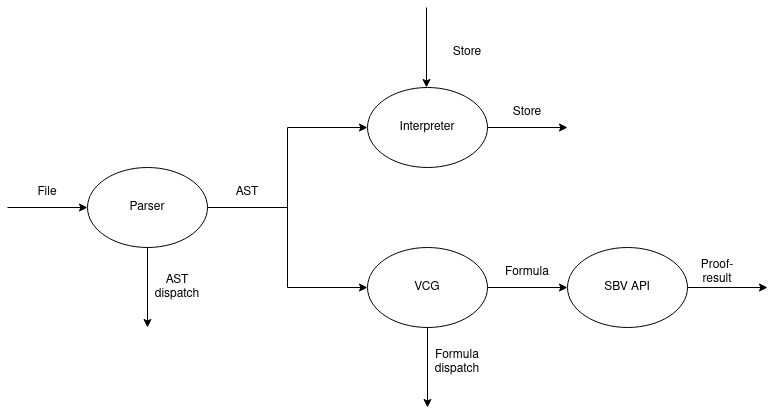 Store
Interpreter
Store
File
Parser
AST
AST
dispatch
VCG
Formula
SBV API
Proof-
result
Formula
dispatch